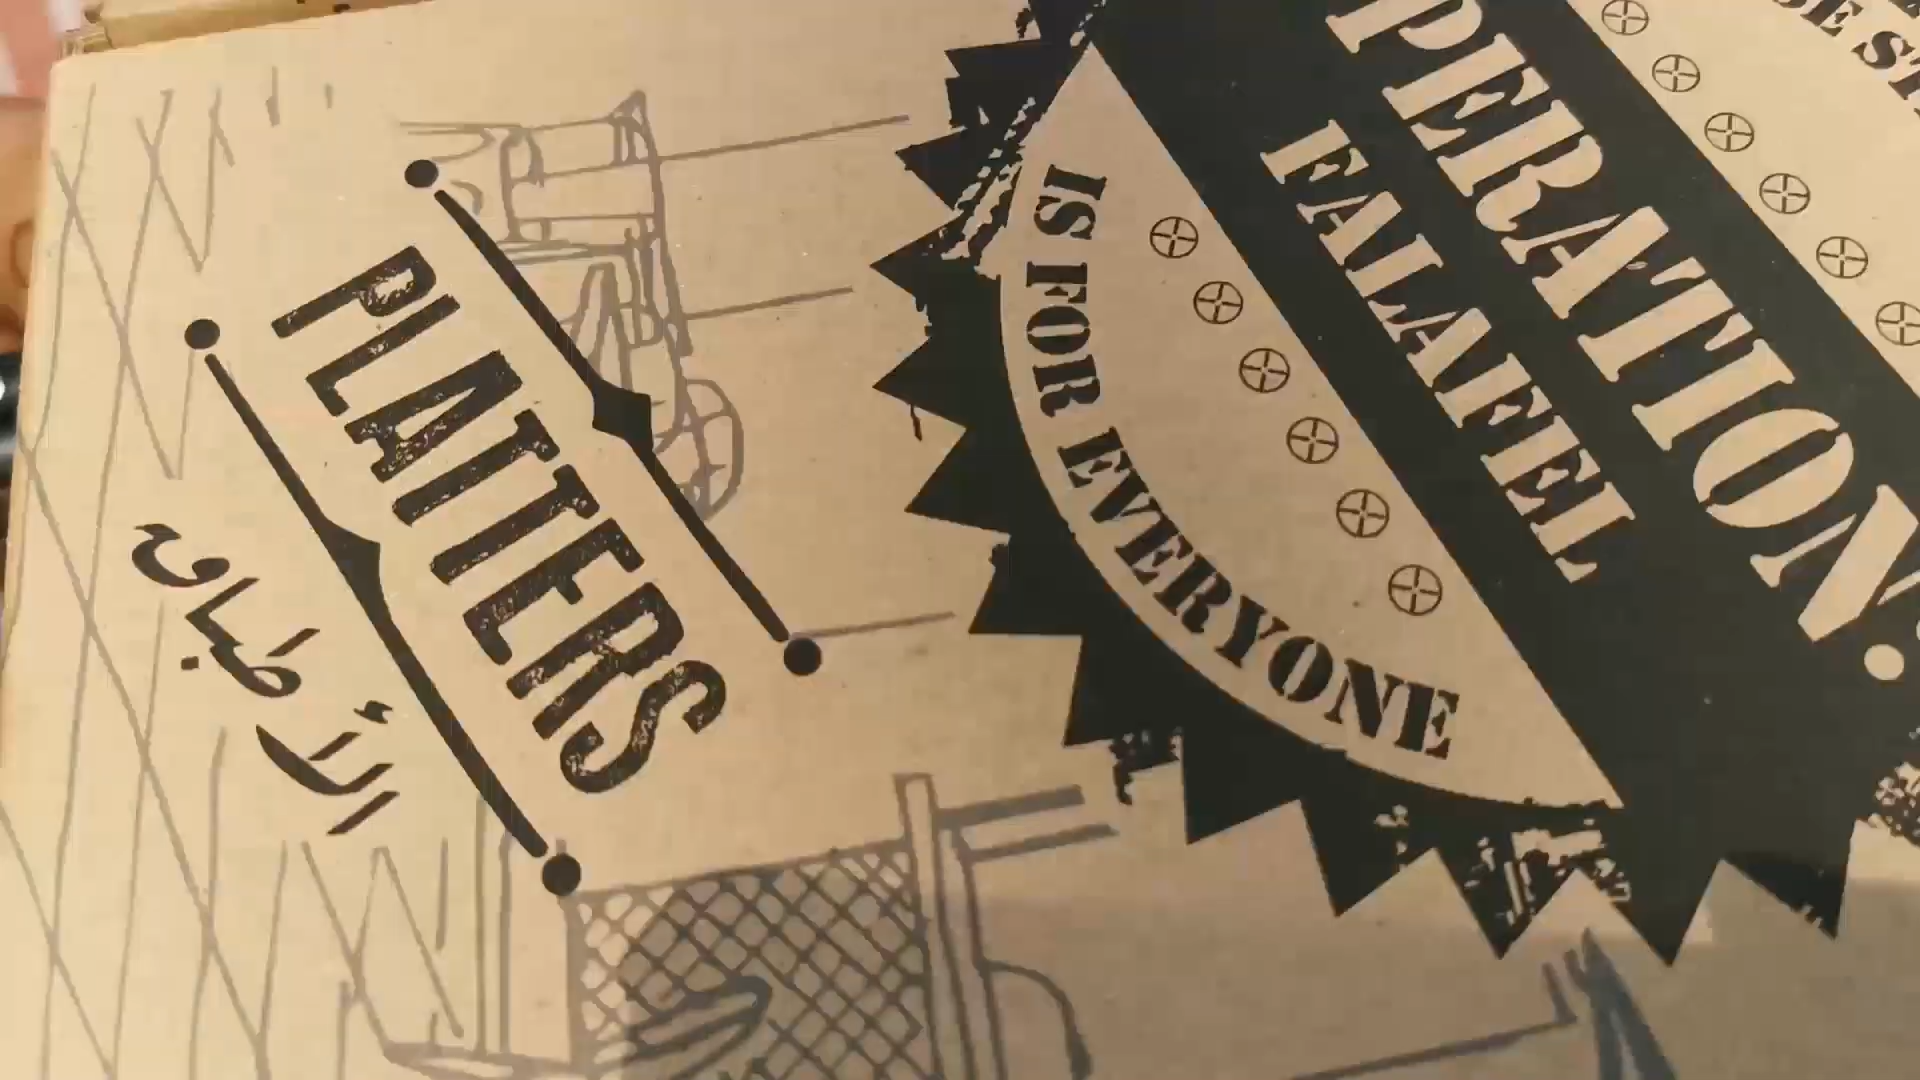 PERATION.
FALAFEL
IS FOR EVERYONE
PLATTERS
الأطباق